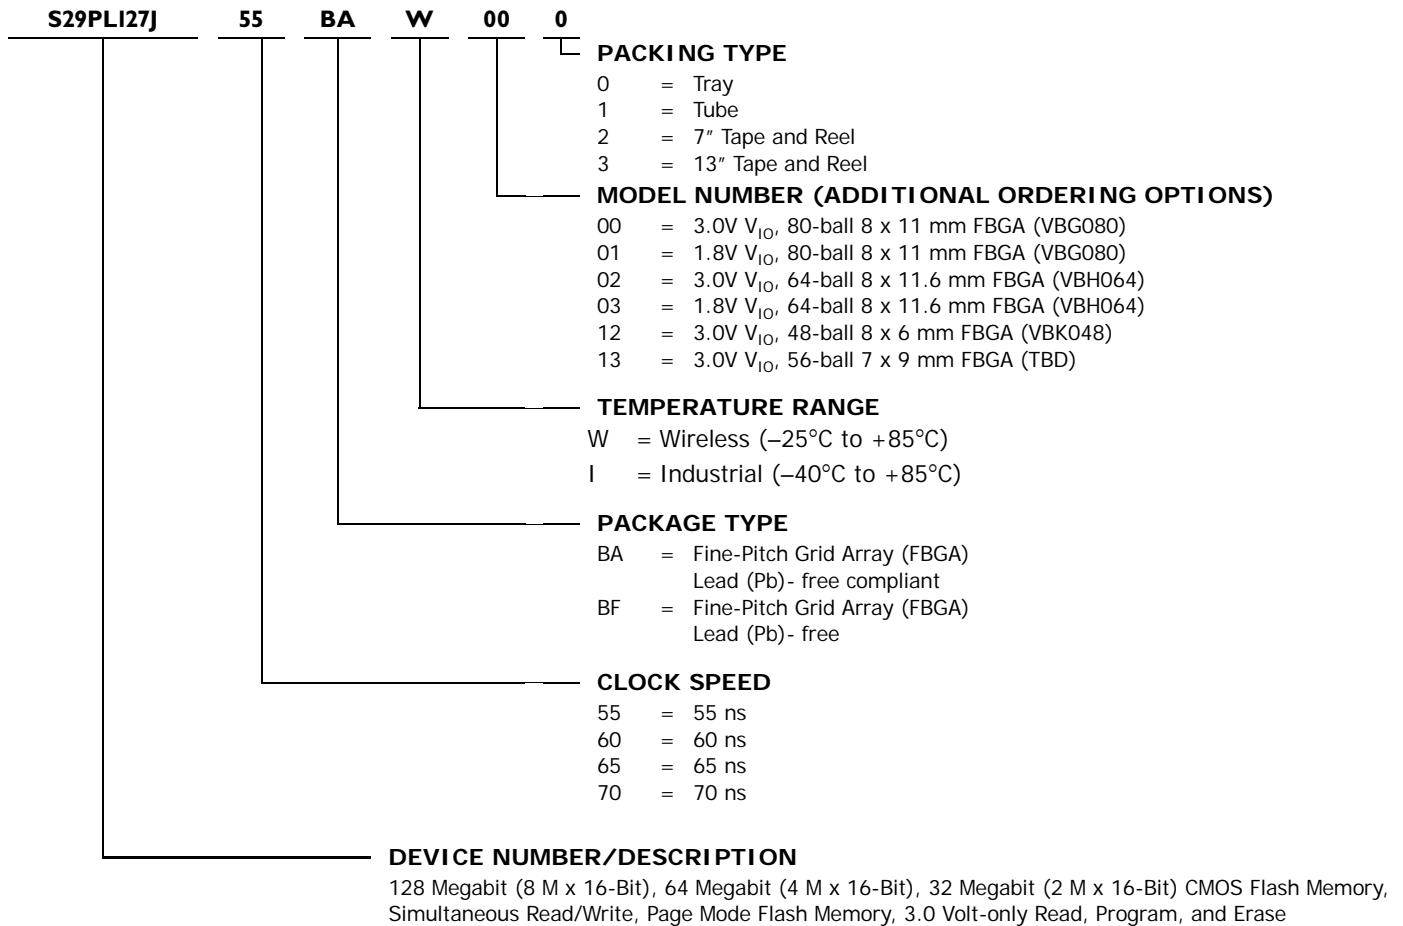 S29PL127J 55 BA W 00 0
PACKING TYPE
0 = Tray
1 = Tube
2 = 7″ Tape and Reel
3 = 13″ Tape and Reel
MODEL NUMBER (ADDITIONAL ORDERING OPTIONS)
00 = 3.0V VIO, 80-ball 8 x 11 mm FBGA (VBG080)
01 = 1.8V VIO, 80-ball 8 x 11 mm FBGA (VBG080)
02 = 3.0V VIO, 64-ball 8 x 11.6 mm FBGA (VBH064)
03 = 1.8V VIO, 64-ball 8 x 11.6 mm FBGA (VBH064)
12 = 3.0V VIO, 48-ball 8 x 6 mm FBGA (VBK048)
13 = 3.0V VIO, 56-ball 7 x 9 mm FBGA (TBD)
TEMPERATURE RANGE
W = Wireless (–25°C to +85°C)
I = Industrial (–40°C to +85°C)
PACKAGE TYPE
BA = Fine-Pitch Grid Array (FBGA)
Lead (Pb)- free compliant
BF = Fine-Pitch Grid Array (FBGA)
Lead (Pb)- free
CLOCK SPEED
55 = 55 ns
60 = 60 ns
65 = 65 ns
70 = 70 ns
DEVICE NUMBER/DESCRIPTION
128 Megabit (8 M x 16-Bit), 64 Megabit (4 M x 16-Bit), 32 Megabit (2 M x 16-Bit) CMOS Flash Memory,
Simultaneous Read/Write, Page Mode Flash Memory, 3.0 Volt-only Read, Program, and Erase